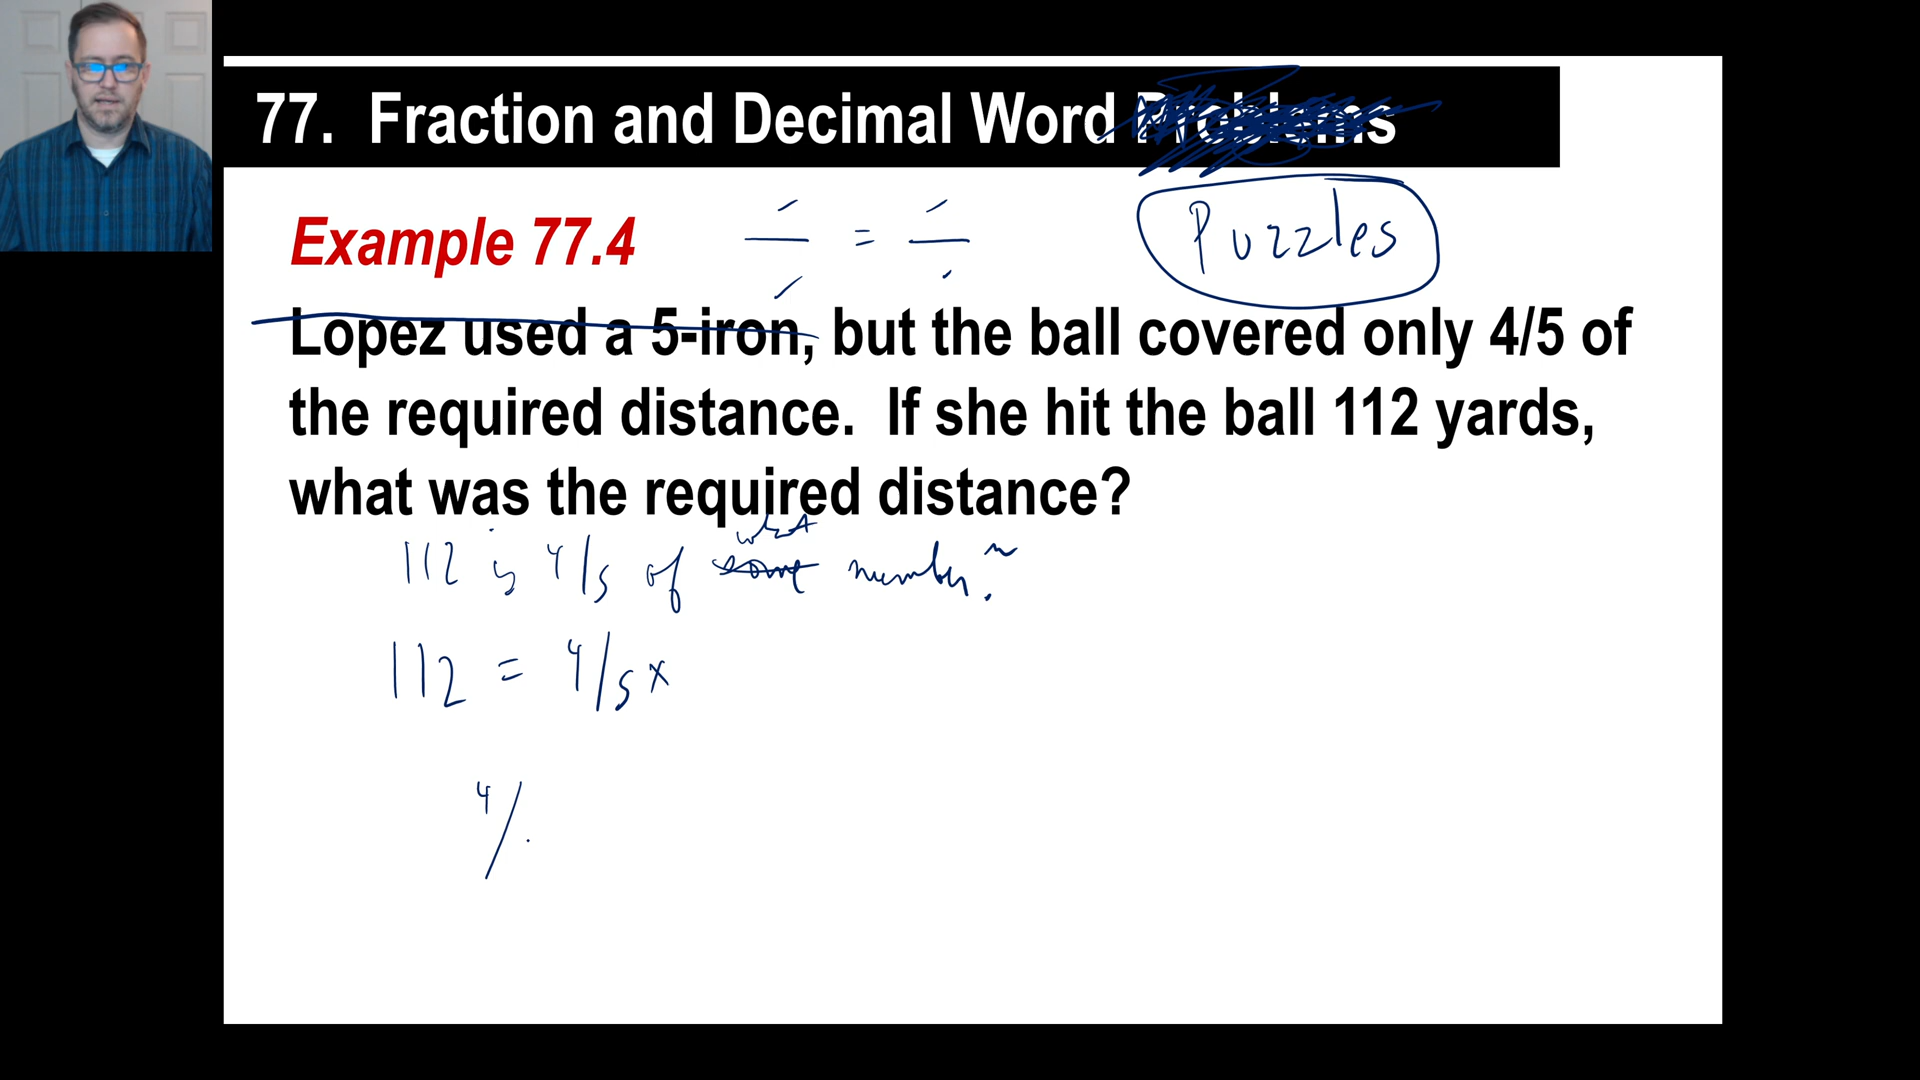 77. Fraction and Decimal Word Problems
Example 77.4
=
Puzzles
Lopez used a 5-iron, but the ball covered only 4/5 of
the required distance. If she hit the ball 112 yards,
what was the required distance?
what
112 is 4/5 of some number?
112 = 4/5 x
4/